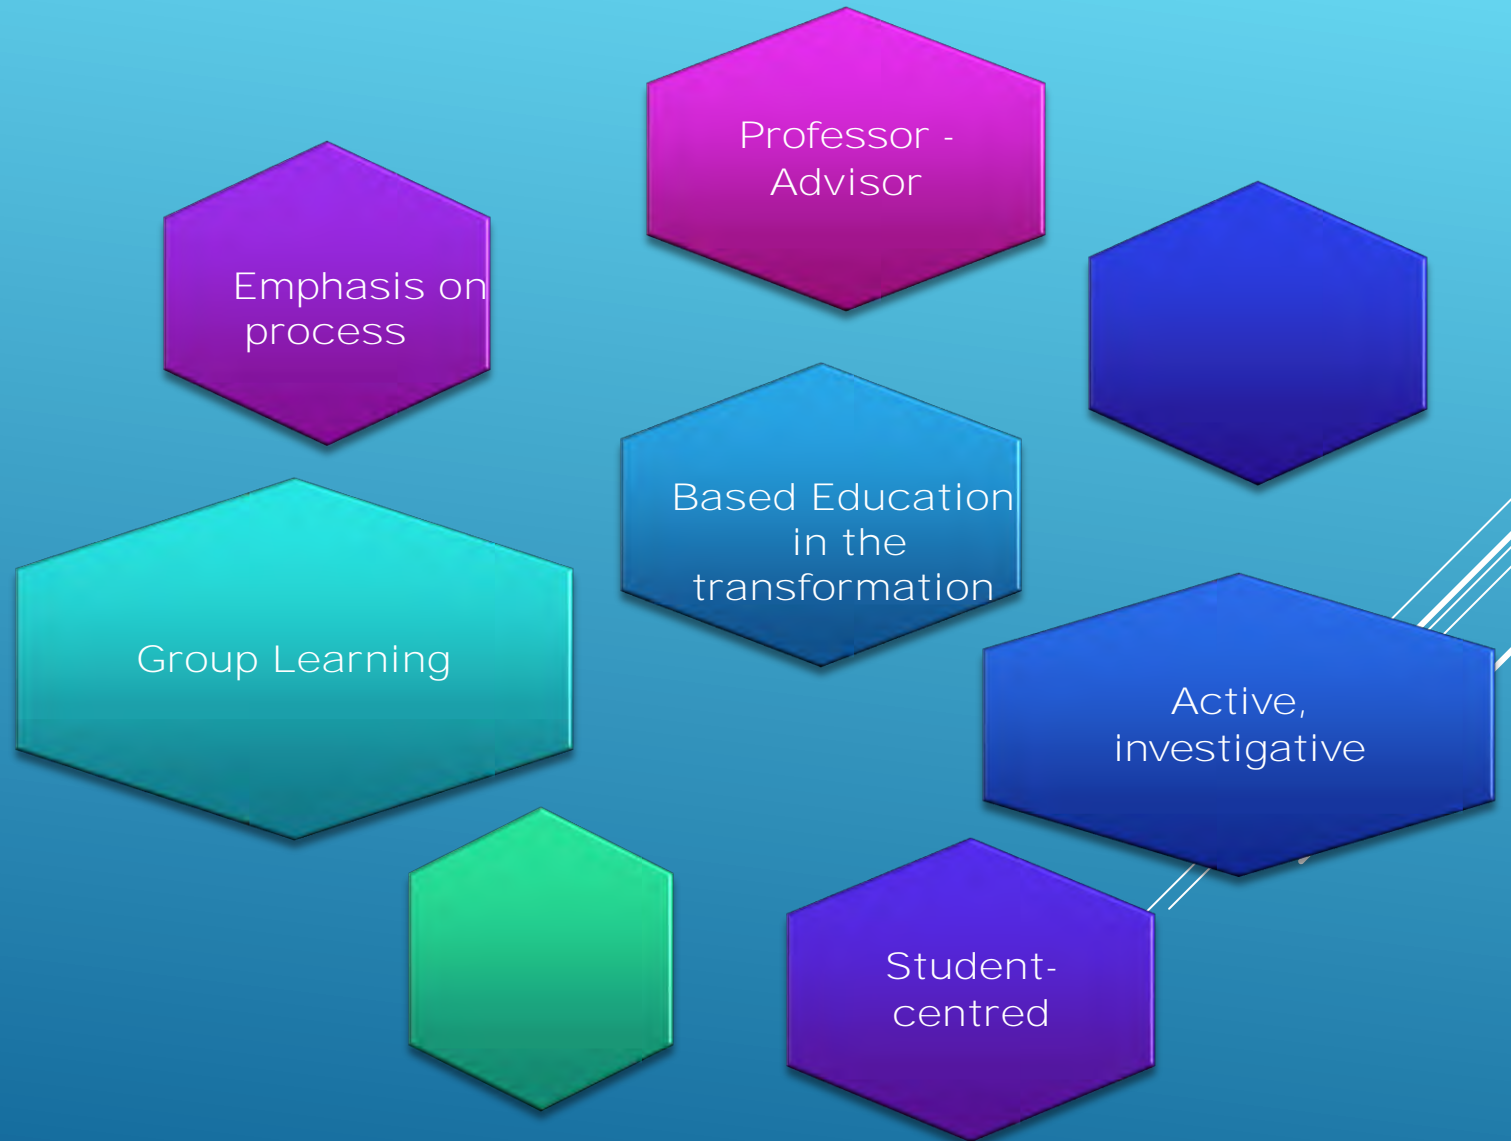 Professor -
Advisor
Emphasis on
process
Based Education
in the
transformation
Group Learning
Active,
investigative
Student-
centred